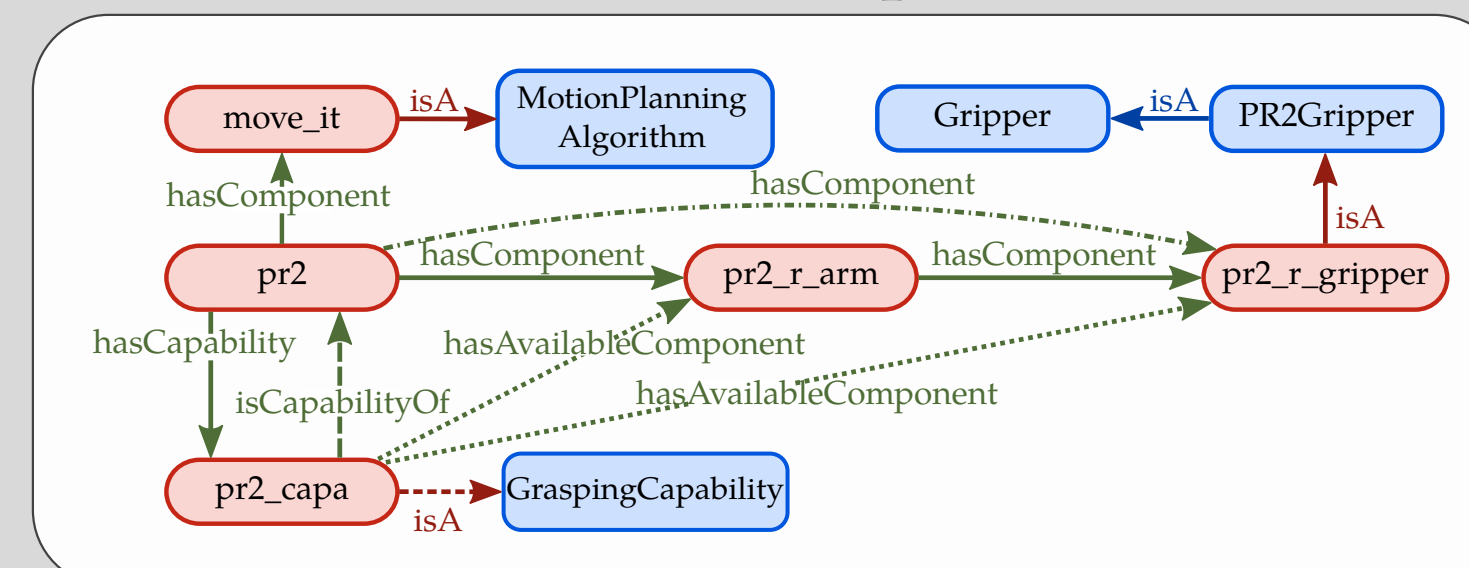 move_it
isA
MotionPlanning
Algorithm
Gripper
isA
PR2Gripper
hasComponent
hasComponent
isA
pr2
hasComponent
pr2_r_arm
hasComponent
pr2_r_gripper
hasCapability
hasAvailableComponent
isCapabilityOf
hasAvailableComponent
pr2_capa
isA
GraspingCapability